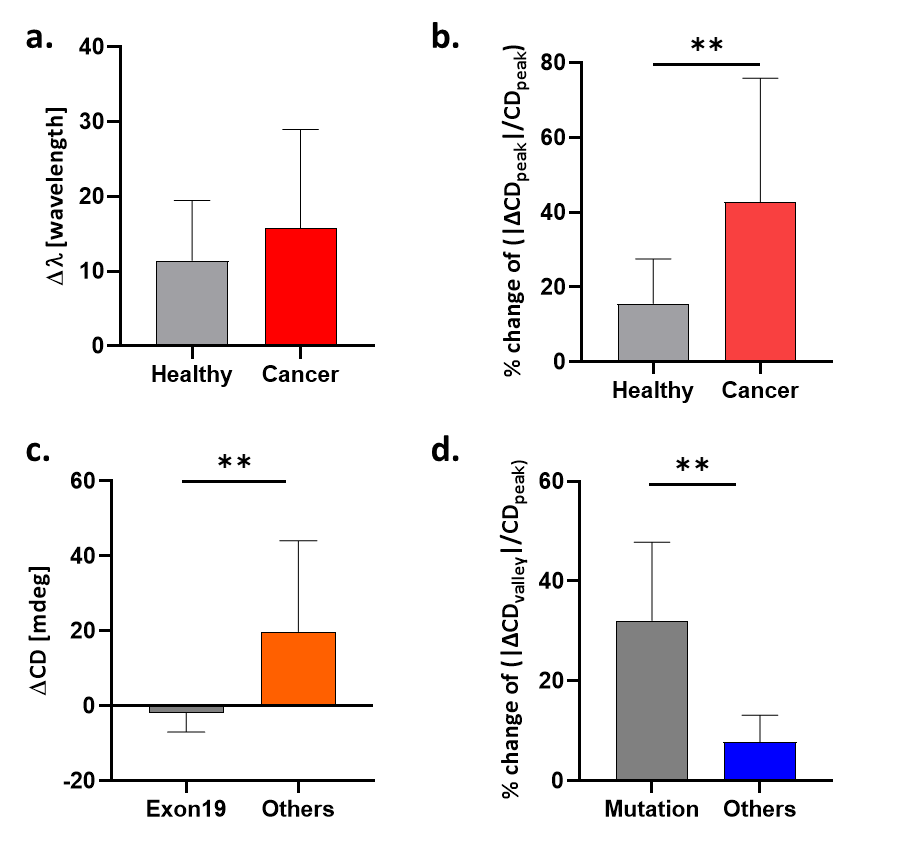 a.
Δλ [wavelength]
40
30
20
10
0
Healthy Cancer
b.
% change of (|ΔCDpeak|/CDpeak)
**
80
60
40
20
0
Healthy Cancer
c.
ΔCD [mdeg]
**
60
40
20
0
-20
Exon19 Others
d.
% change of (|ΔCDvalley|/CDpeak)
**
60
40
20
0
Mutation Others